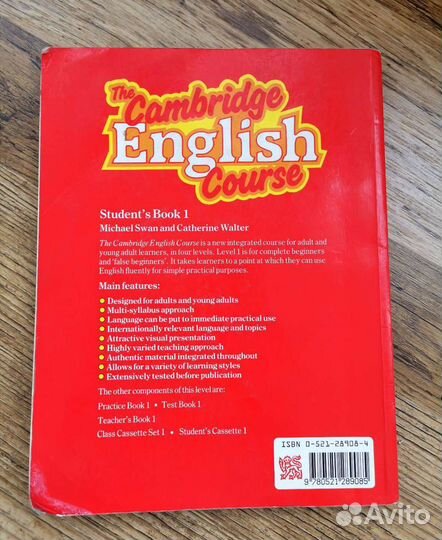 The
Cambridge
English
Course
Student's Book 1
Michael Swan and Catherine Walter
The Cambridge English Course is a new integrated course for adult and
young adult learners, in four levels. Level 1 is for complete beginners
and 'false beginners'. It takes learners to a point at which they can use
English fluently for simple practical purposes.
Main features:
• Designed for adults and young adults
• Multi-syllabus approach
• Language can be put to immediate practical use
• Internationally relevant language and topics
• Attractive visual presentation
• Highly varied teaching approach
• Authentic material integrated throughout
• Allows for a variety of learning styles
• Extensively tested before publication
The other components of this level are:
Practice Book 1 • Test Book 1
Teacher's Book 1
Class Cassette Set 1 • Student's Cassette 1
ISBN 0-521-28908-4
9 780521 289085
Avito